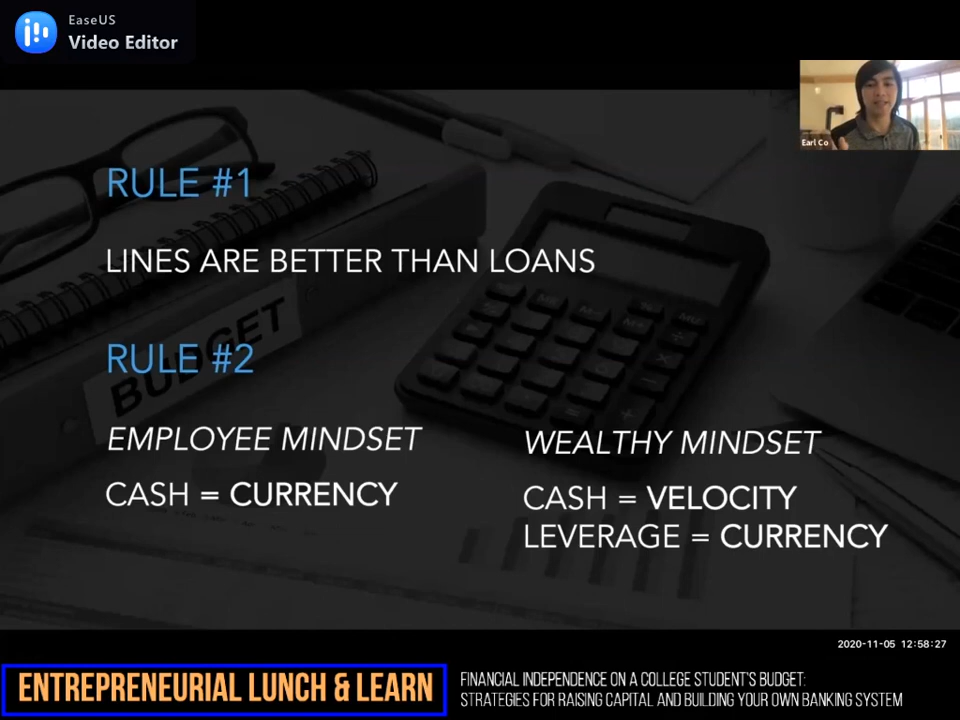 EaseUS
Video Editor
Earl Co
RULE #1
LINES ARE BETTER THAN LOANS
BUDGET
RULE #2
EMPLOYEE MINDSET
CASH = CURRENCY
WEALTHY MINDSET
CASH = VELOCITY
LEVERAGE = CURRENCY
2020-11-05 12:58:27
ENTREPRENEURIAL LUNCH & LEARN
FINANCIAL INDEPENDENCE ON A COLLEGE STUDENT'S BUDGET:
STRATEGIES FOR RAISING CAPITAL AND BUILDING YOUR OWN BANKING SYSTEM